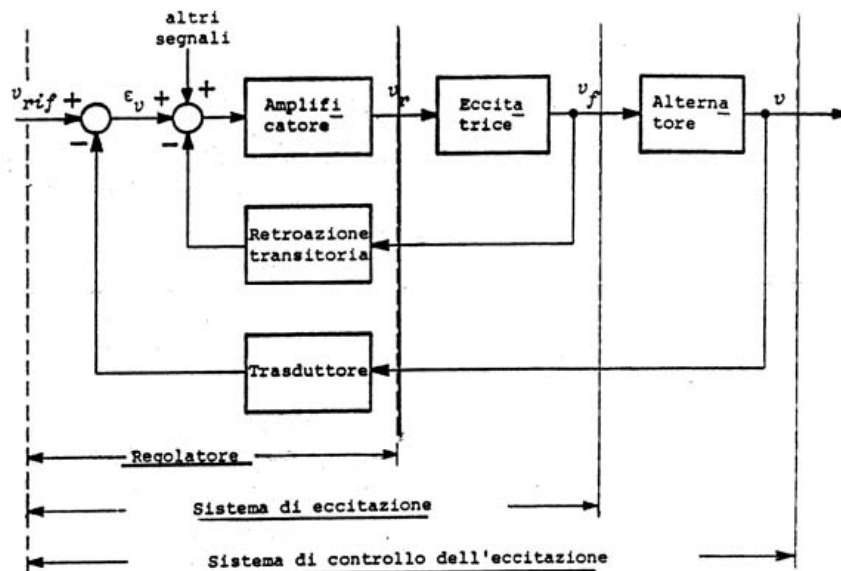 altri
segnali
v_rif
+
ε_v
+
+
Amplifi
catore
v_r
Eccita
trice
v_f
Alterna
tore
v
−
−
Retroazione
transitoria
Trasduttore
Regolatore
Sistema di eccitazione
Sistema di controllo dell'eccitazione